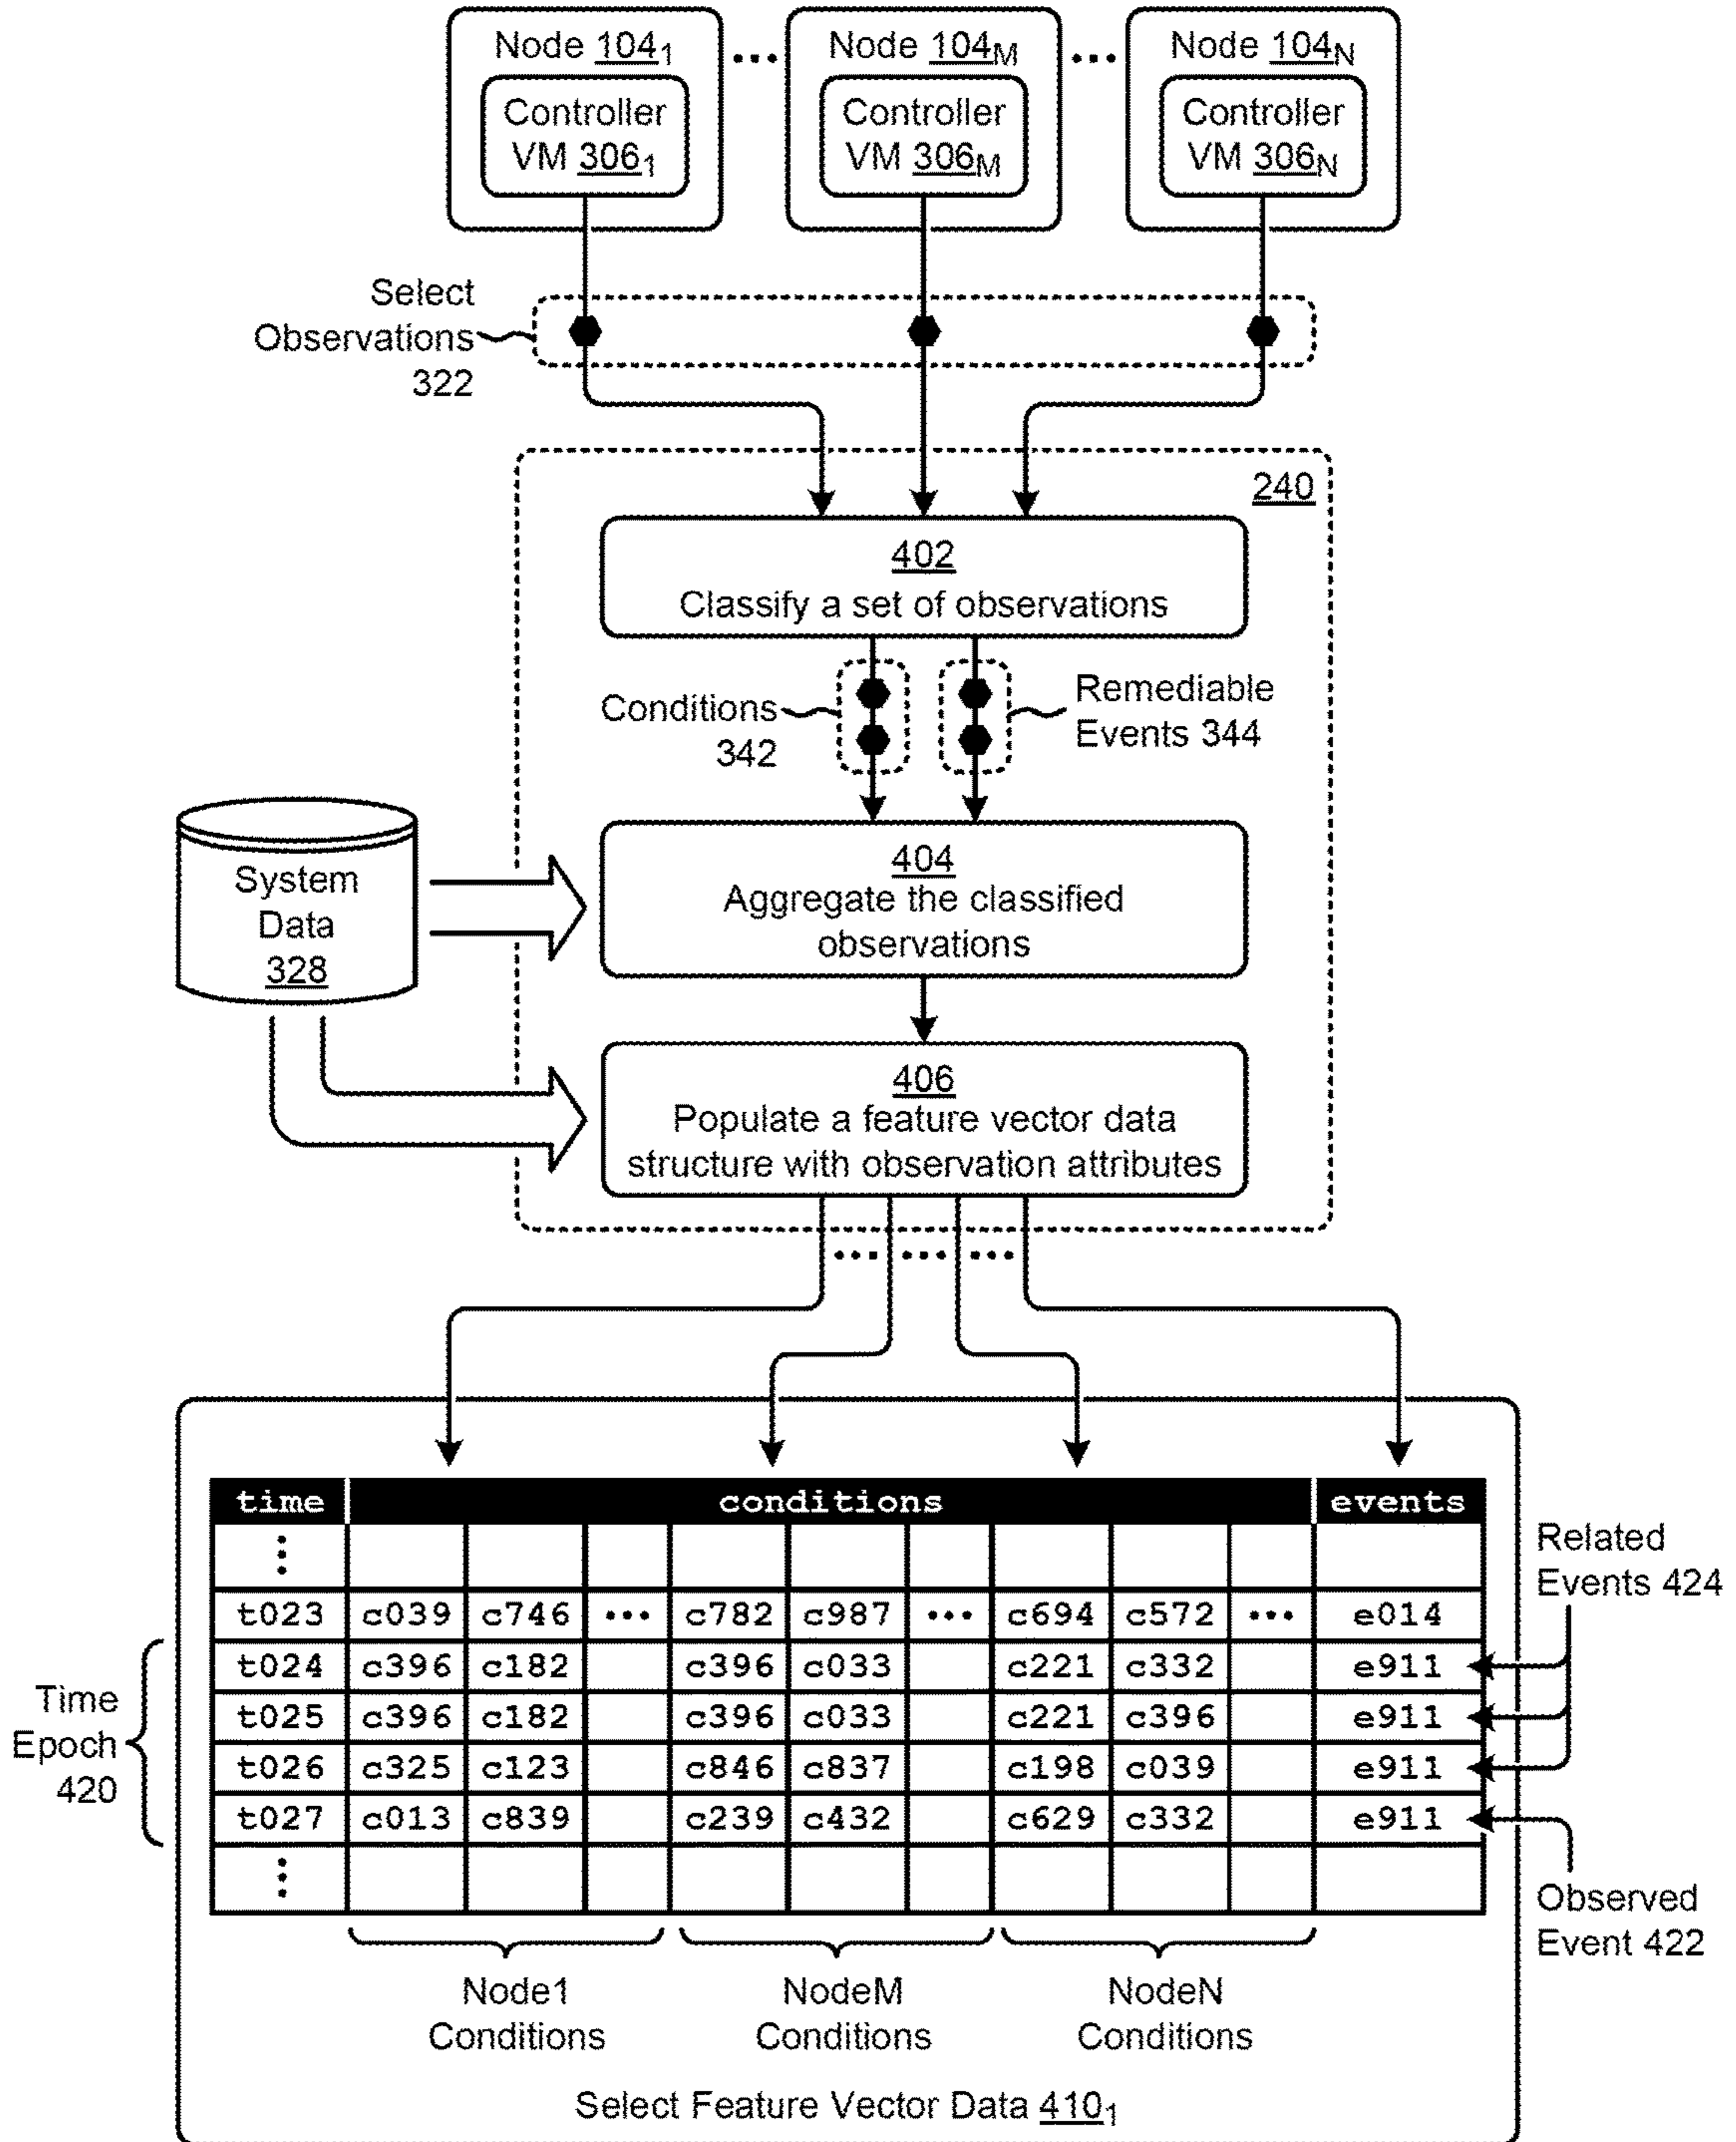 Node 104₁ ... Node 104M ... Node 104N
Controller Controller Controller
VM 306₁ VM 306M VM 306N
Select
Observations
322
240
402
Classify a set of observations
Conditions
342
Remediable
Events 344
System
Data
328
404
Aggregate the classified
observations
406
Populate a feature vector data
structure with observation attributes
... ... ...
time conditions events
⋮
t023 c039 c746 ... c782 c987 ... c694 c572 ... e014
t024 c396 c182 c396 c033 c221 c332 e911
t025 c396 c182 c396 c033 c221 c396 e911
t026 c325 c123 c846 c837 c198 c039 e911
t027 c013 c839 c239 c432 c629 c332 e911
⋮
Related
Events 424
Time
Epoch
420
Observed
Event 422
Node1 NodeM NodeN
Conditions Conditions Conditions
Select Feature Vector Data 410₁